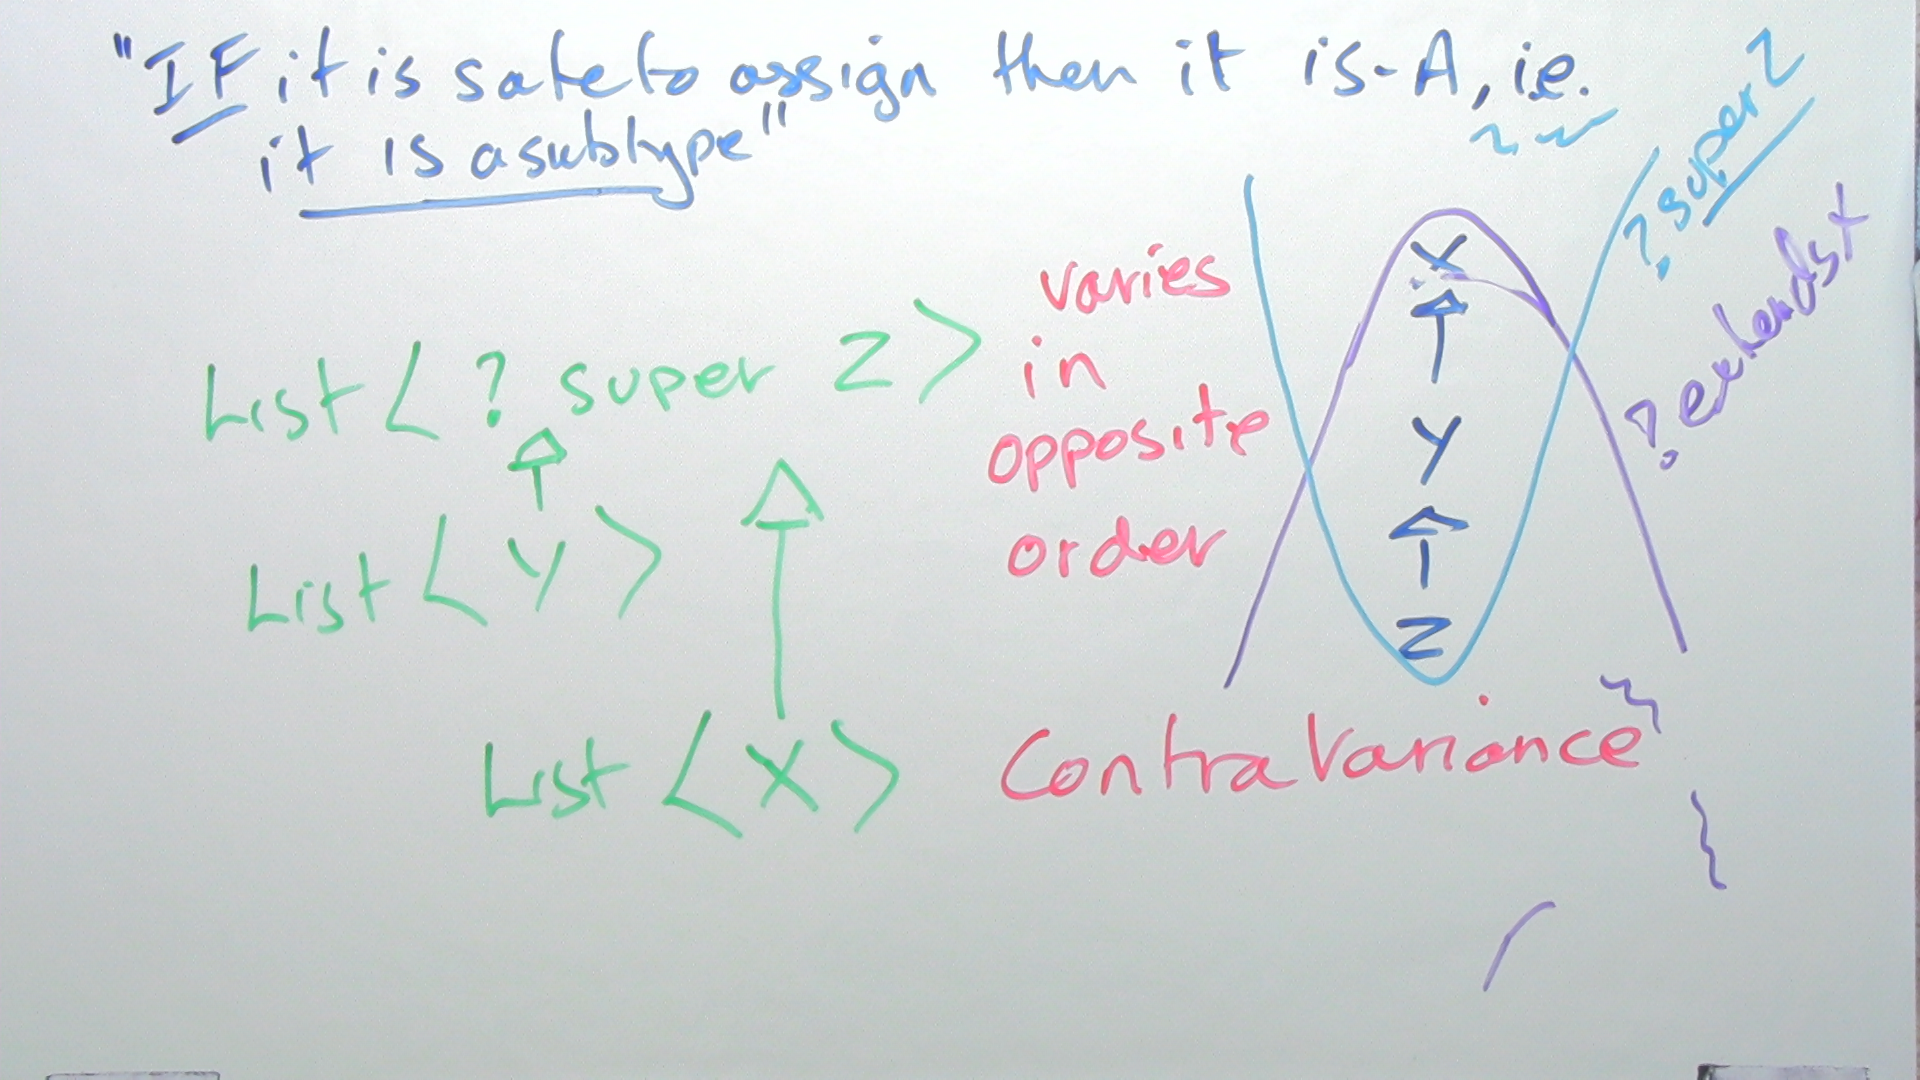 "IF it is safe to assign then it is-A, i.e.
it is a subtype"
List < ? super Z >
List < Y >
List < X >
varies
in
opposite
order
X
Y
Z
? super Z
? extends X
ContraVariance